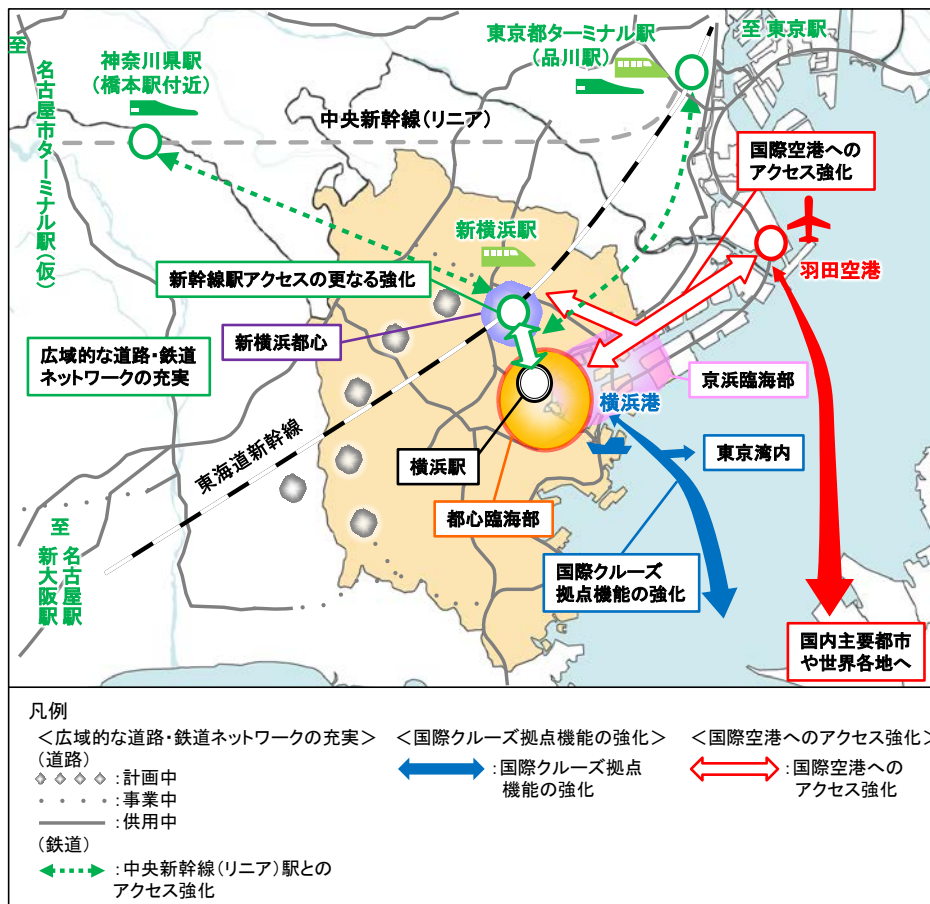 至 東京駅
東京都ターミナル駅
(品川駅)
至
名古屋市ターミナル駅(仮)
神奈川県駅
(橋本駅付近)
中央新幹線(リニア)
国際空港への
アクセス強化
新横浜駅
羽田空港
新幹線駅アクセスの更なる強化
新横浜都心
広域的な道路・鉄道
ネットワークの充実
京浜臨海部
横浜港
東海道新幹線
横浜駅
東京湾内
都心臨海部
至
名古屋駅
新大阪駅
国際クルーズ
拠点機能の強化
国内主要都市
や世界各地へ
凡例
＜広域的な道路・鉄道ネットワークの充実＞
(道路)
:計画中
:事業中
:供用中
(鉄道)
:中央新幹線(リニア)駅との
アクセス強化
＜国際クルーズ拠点機能の強化＞
:国際クルーズ拠点
機能の強化
＜国際空港へのアクセス強化＞
:国際空港への
アクセス強化